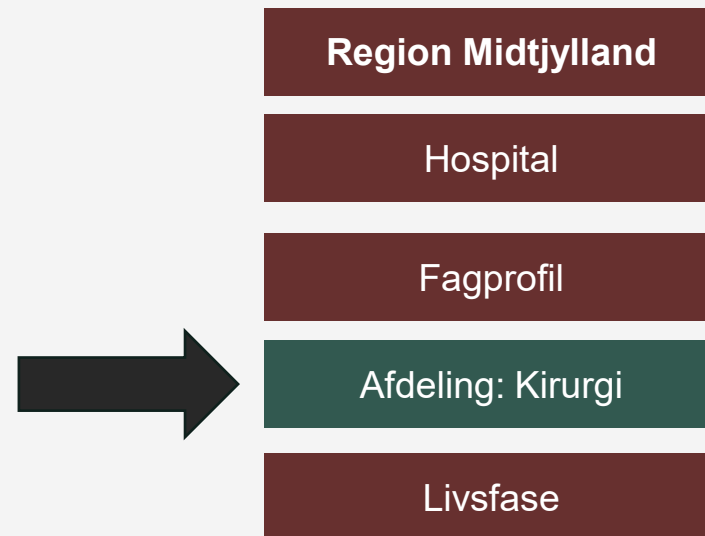 Region Midtjylland
Hospital
Fagprofil
Afdeling: Kirurgi
Livsfase